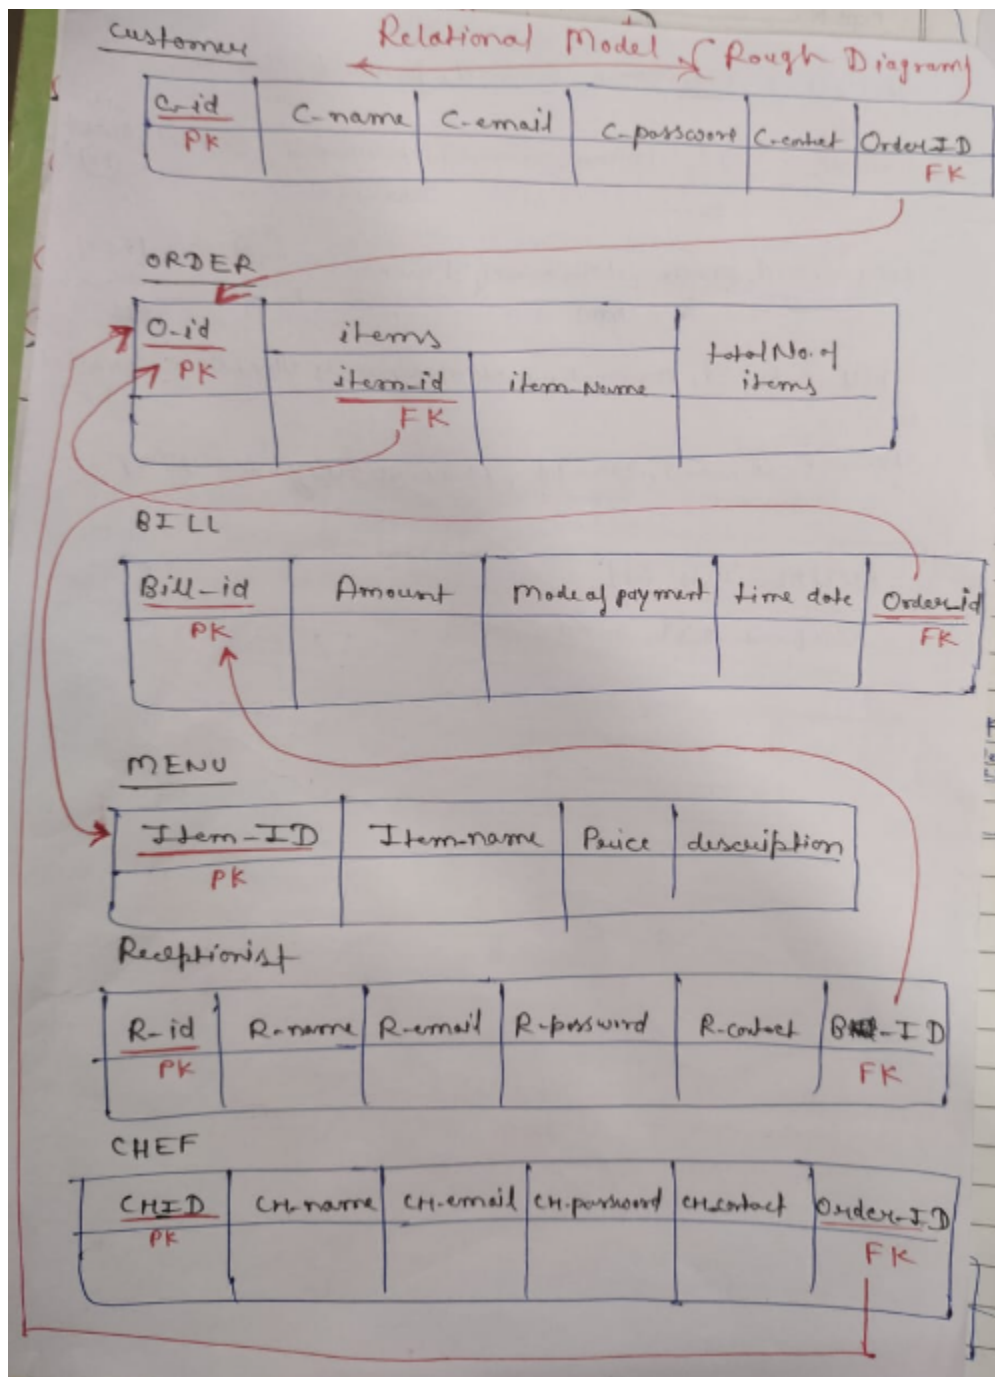 Customer
Relational Model (Rough Diagram)
C-id C-name C-email C-password C-contact Order ID
PK FK
ORDER
O-id items total No. of items
PK item-id item-Name
FK
BILL
Bill-id Amount Mode of payment time date Order-id
PK FK
MENU
Item-ID Item-name Price description
PK
Receptionist
R-id R-name R-email R-password R-contact -ID
PK FK
CHEF
CHID CH-name CH-email CH-password CH-contact Order-ID
PK FK